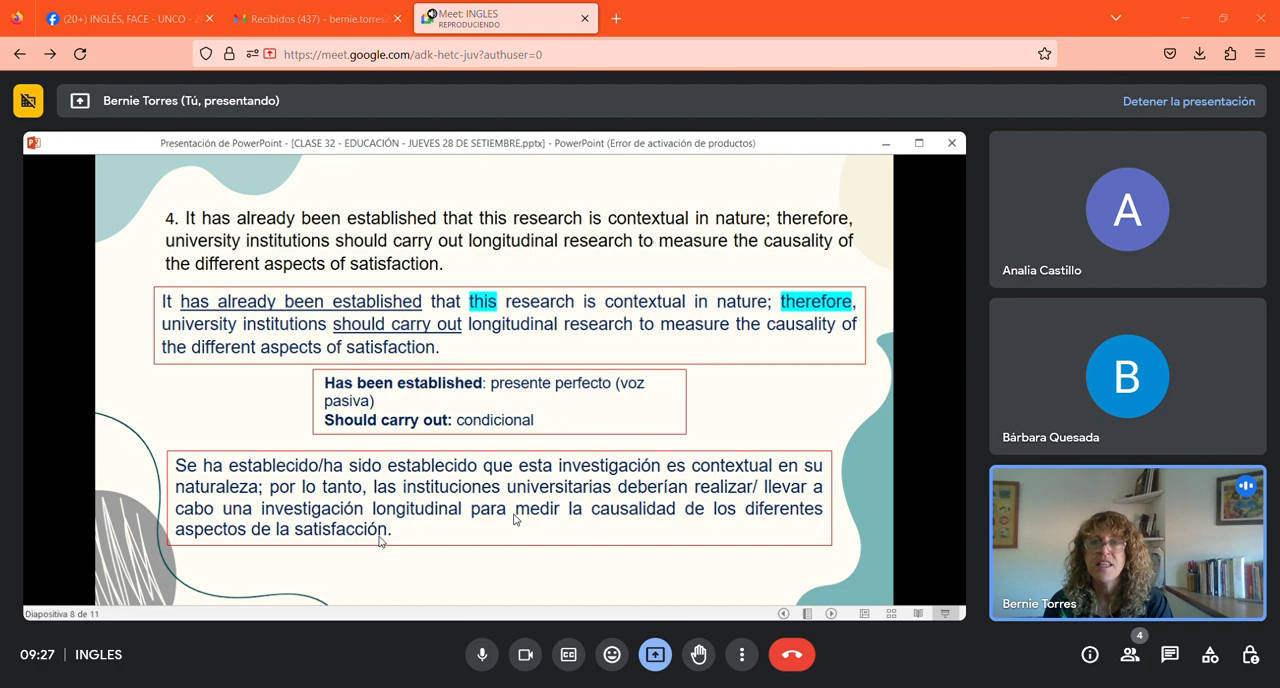 (20+) INGLÉS, FACE - UNCO - 2
Recibidos (437) - bernie.torres
Meet: INGLES
REPRODUCIENDO
https://meet.google.com/adk-hetc-juv?authuser=0
Bernie Torres (Tú, presentando)
Detener la presentación
Presentación de PowerPoint - [CLASE 32 - EDUCACIÓN - JUEVES 28 DE SETIEMBRE.pptx] - PowerPoint (Error de activación de productos)
4. It has already been established that this research is contextual in nature; therefore,
university institutions should carry out longitudinal research to measure the causality of
the different aspects of satisfaction.
It has already been established that this research is contextual in nature; therefore,
university institutions should carry out longitudinal research to measure the causality of
the different aspects of satisfaction.
Has been established: presente perfecto (voz
pasiva)
Should carry out: condicional
Se ha establecido/ha sido establecido que esta investigación es contextual en su
naturaleza; por lo tanto, las instituciones universitarias deberían realizar/ llevar a
cabo una investigación longitudinal para medir la causalidad de los diferentes
aspectos de la satisfacción.
Diapositiva 8 de 11
A
Analia Castillo
B
Bárbara Quesada
Bernie Torres
09:27 | INGLES
4